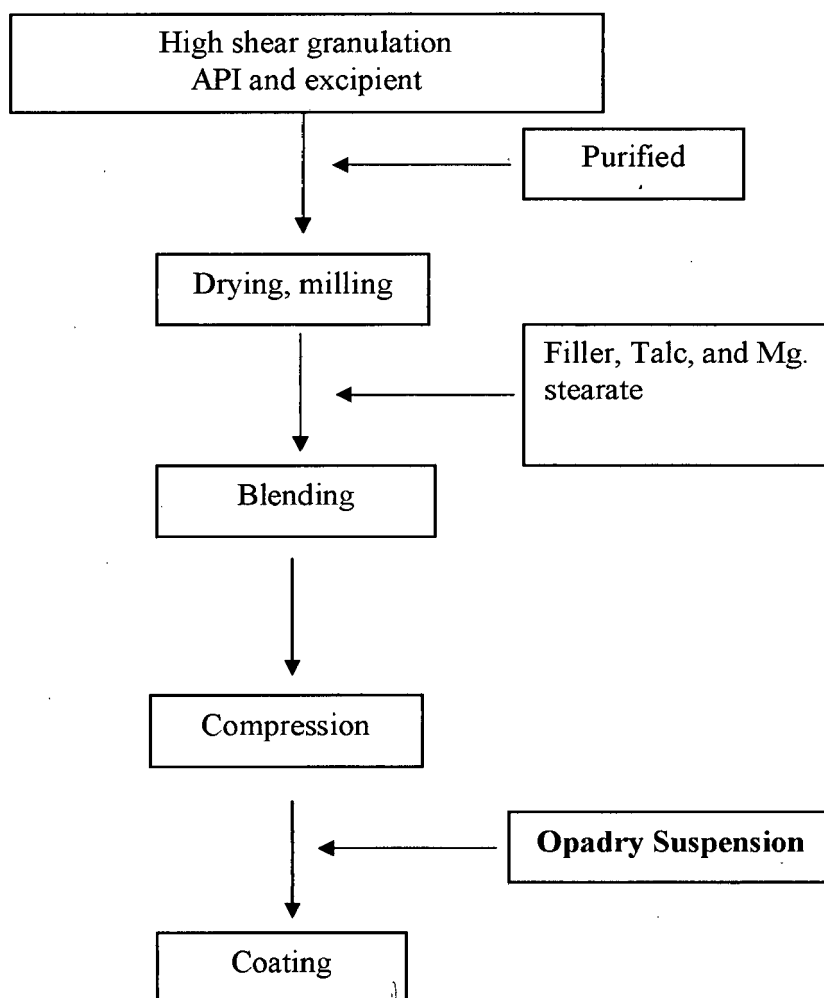 High shear granulation
API and excipient
Purified
Drying, milling
Filler, Talc, and Mg.
stearate
Blending
Compression
Opadry Suspension
Coating